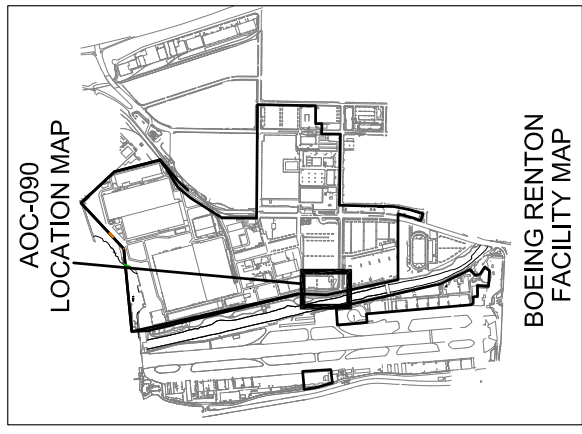 AOC-090
LOCATION MAP
BOEING RENTON
FACILITY MAP